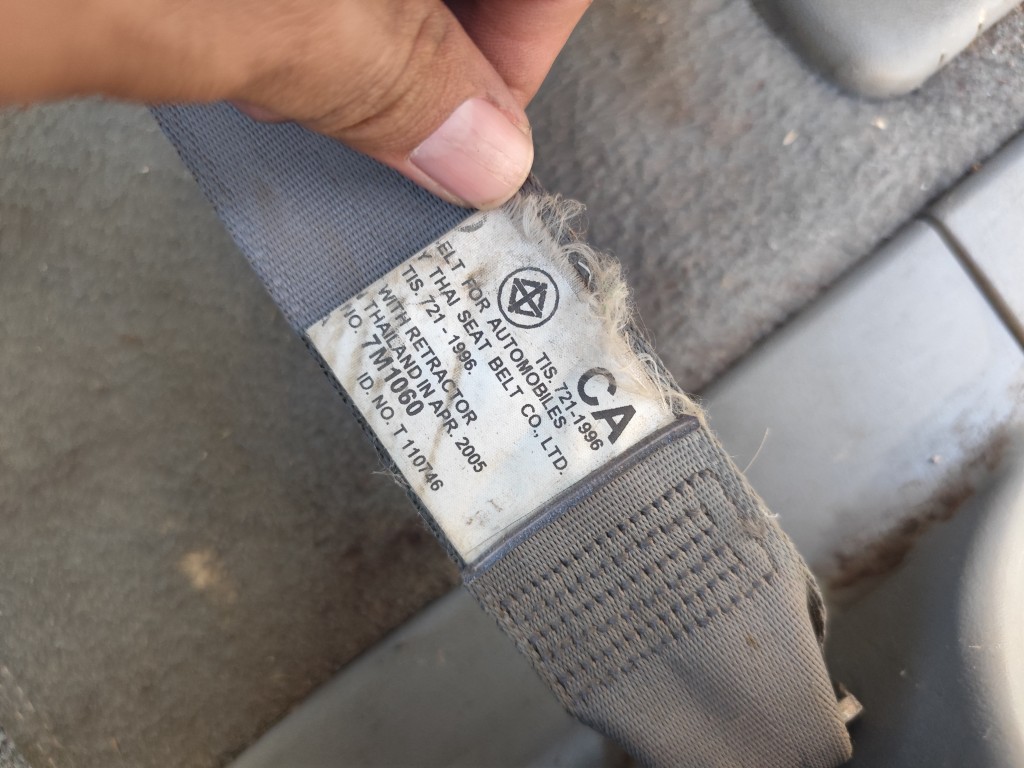 CA
TIS. 721-1996
ELT FOR AUTOMOBILES
Y THAI SEAT BELT CO., LTD.
TIS. 721 - 1996.
WITH RETRACTOR
THAILAND IN APR. 2005
NO. 7M1060
ID. NO. T 110746